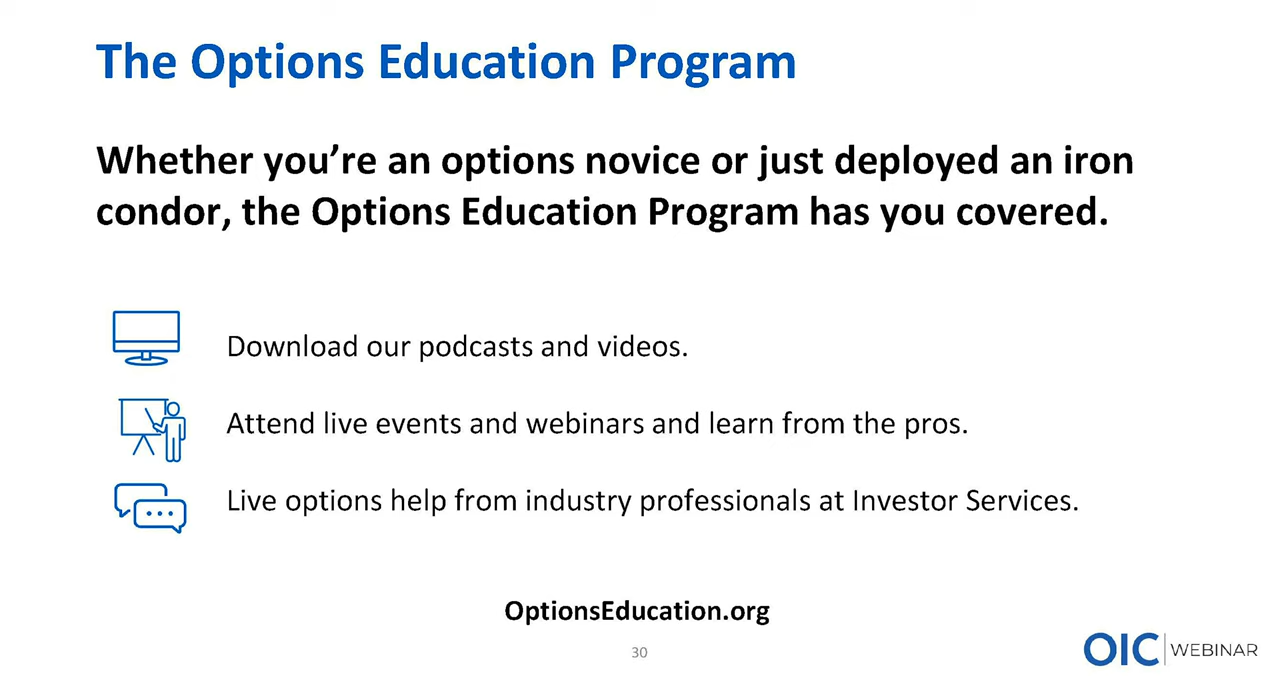 The Options Education Program
Whether you’re an options novice or just deployed an iron
condor, the Options Education Program has you covered.
Download our podcasts and videos.
Attend live events and webinars and learn from the pros.
Live options help from industry professionals at Investor Services.
OptionsEducation.org
30
OIC WEBINAR